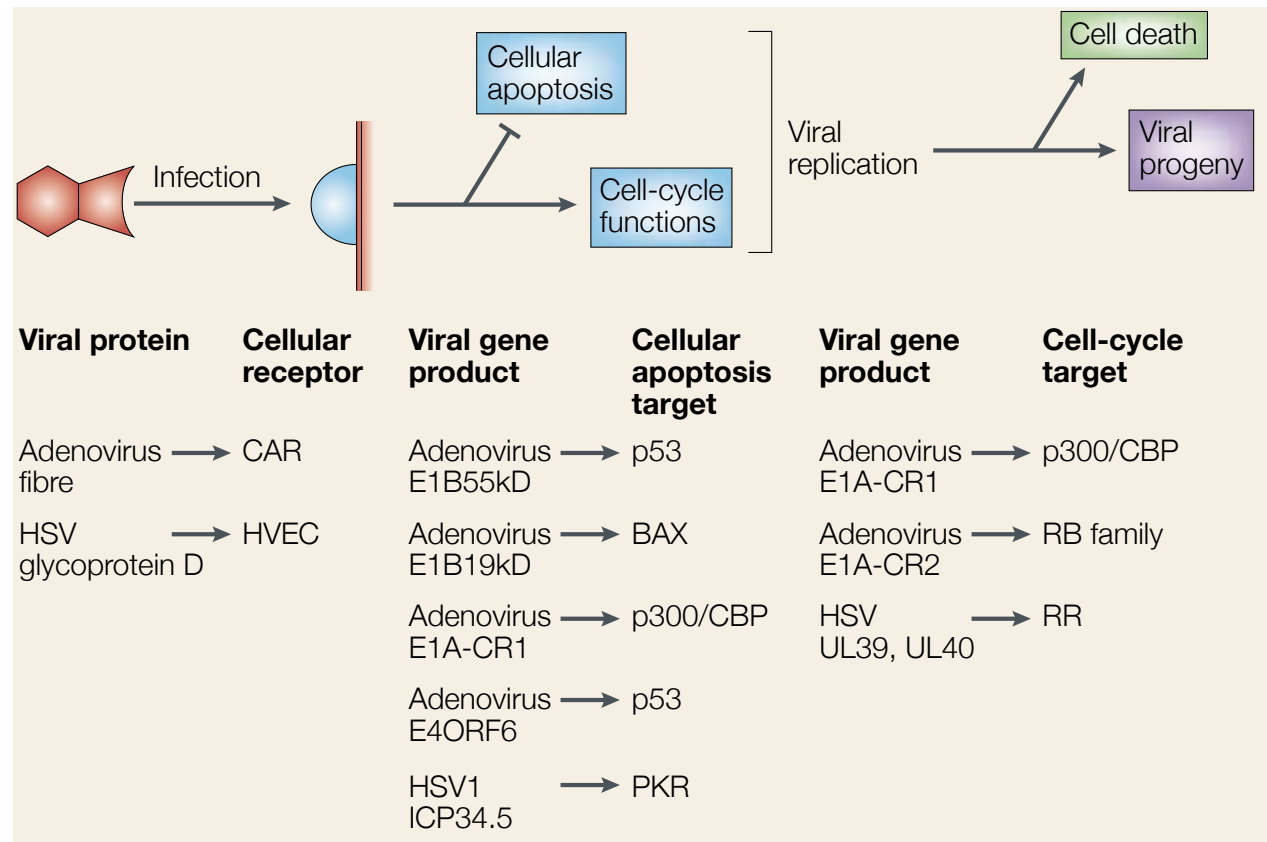 Cell death
Cellular
apoptosis
Viral
replication
Viral
progeny
Infection
Cell-cycle
functions
Viral protein
Cellular
receptor
Adenovirus
fibre
CAR
HSV
glycoprotein D
HVEC
Viral gene
product
Cellular
apoptosis
target
Adenovirus
E1B55kD
p53
Adenovirus
E1B19kD
BAX
Adenovirus
E1A-CR1
p300/CBP
Adenovirus
E4ORF6
p53
HSV1
ICP34.5
PKR
Viral gene
product
Cell-cycle
target
Adenovirus
E1A-CR1
p300/CBP
Adenovirus
E1A-CR2
RB family
HSV
UL39, UL40
RR